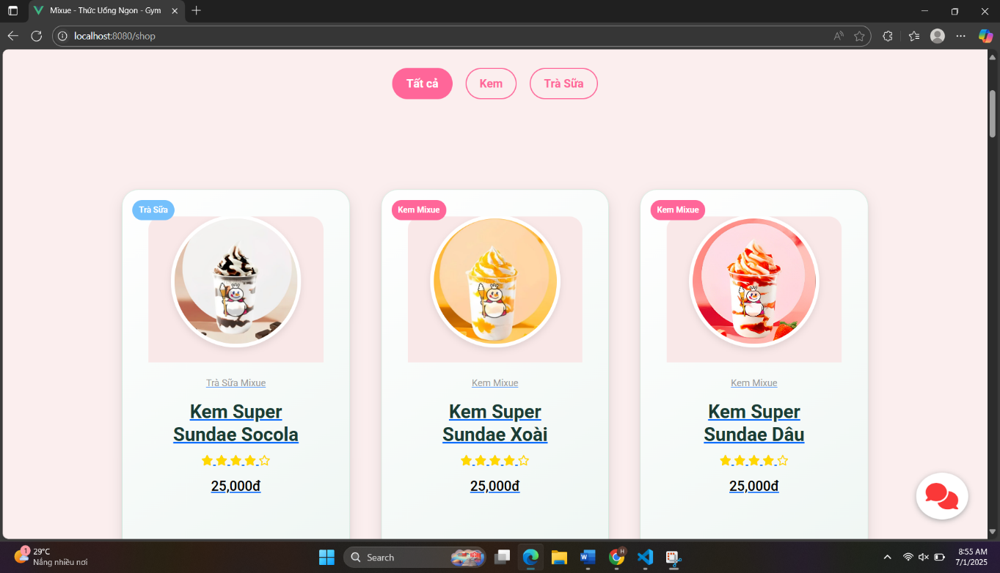 Mixue - Thức Uống Ngon - Gym
localhost:8080/shop
Tất cả
Kem
Trà Sữa
Trà Sữa
Kem Mixue
Kem Mixue
Trà Sữa Mixue
Kem Mixue
Kem Mixue
Kem Super
Sundae Socola
Kem Super
Sundae Xoài
Kem Super
Sundae Dâu
25,000đ
25,000đ
25,000đ
1
29°C
Nắng nhiều nơi
Search
H
8:55 AM
7/1/2025